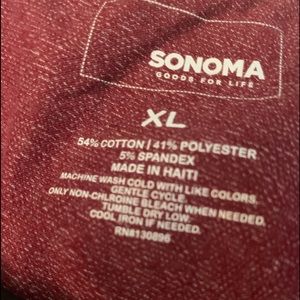 SONOMA
GOODS FOR LIFE
XL
54% COTTON / 41% POLYESTER
5% SPANDEX
MADE IN HAITI
MACHINE WASH COLD WITH LIKE COLORS.
GENTLE CYCLE.
ONLY NON-CHLROINE BLEACH WHEN NEEDED.
TUMBLE DRY LOW.
COOL IRON IF NEEDED.
RN#130896